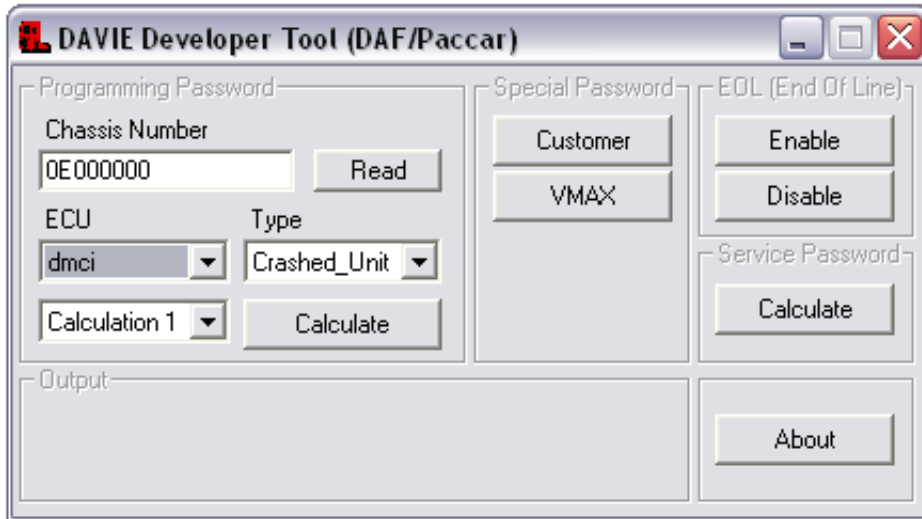 DAVIE Developer Tool (DAF/Paccar)
Programming Password
Chassis Number
0E000000
Read
ECU
Type
dmci
Crashed_Unit
Calculation 1
Calculate
Special Password
Customer
VMAX
EOL (End Of Line)
Enable
Disable
Service Password
Calculate
Output
About